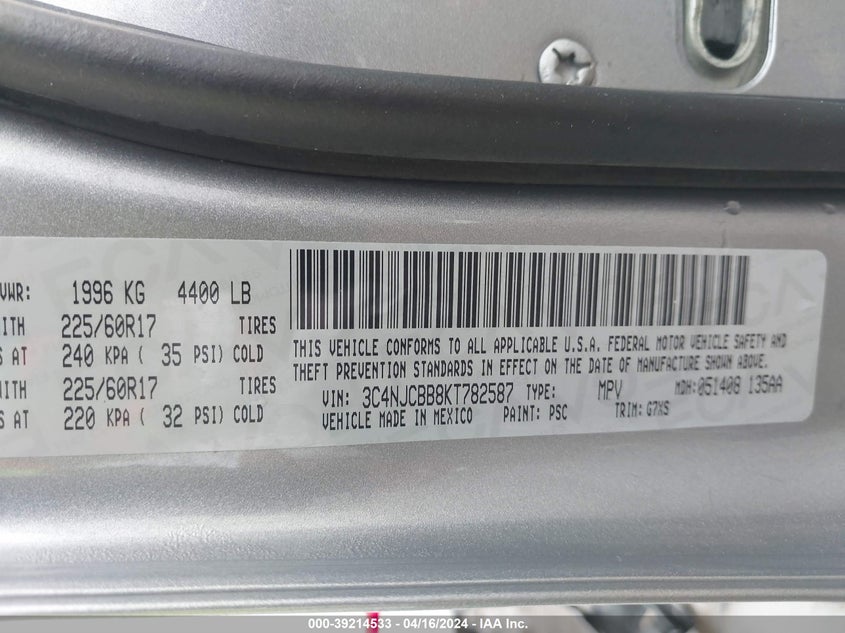 VWR: 1996 KG 4400 LB
ITH 225/60R17 TIRES
S AT 240 KPA ( 35 PSI) COLD
ITH 225/60R17 TIRES
S AT 220 KPA ( 32 PSI) COLD
THIS VEHICLE CONFORMS TO ALL APPLICABLE U.S.A. FEDERAL MOTOR VEHICLE SAFETY AND
THEFT PREVENTION STANDARDS IN EFFECT ON THE DATE OF MANUFACTURE SHOWN ABOVE.
VIN: 3C4NJCBB8KT782587 TYPE: MPV MDH: 051408 135AA
VEHICLE MADE IN MEXICO PAINT: PSC TRIM: G7XS
000-39214533 - 04/16/2024 - IAA Inc.